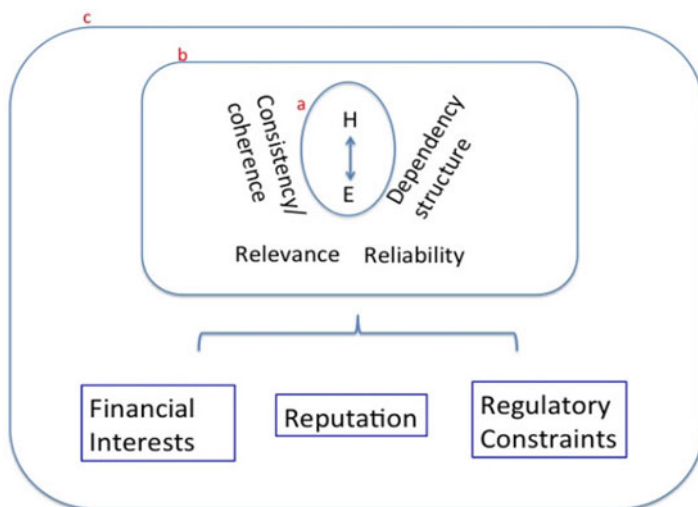 c
b
a
H
E
Consistency/
coherence
Dependency
structure
Relevance
Reliability
Financial
Interests
Reputation
Regulatory
Constraints